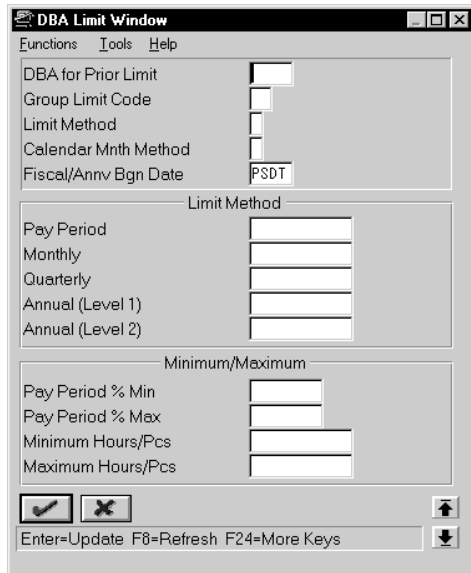 DBA Limit Window
Functions Tools Help
DBA for Prior Limit
Group Limit Code
Limit Method
Calendar Mnth Method
Fiscal/Annv Bgn Date PSDT
Limit Method
Pay Period
Monthly
Quarterly
Annual (Level 1)
Annual (Level 2)
Minimum/Maximum
Pay Period % Min
Pay Period % Max
Minimum Hours/Pcs
Maximum Hours/Pcs
Enter=Update F8=Refresh F24=More Keys